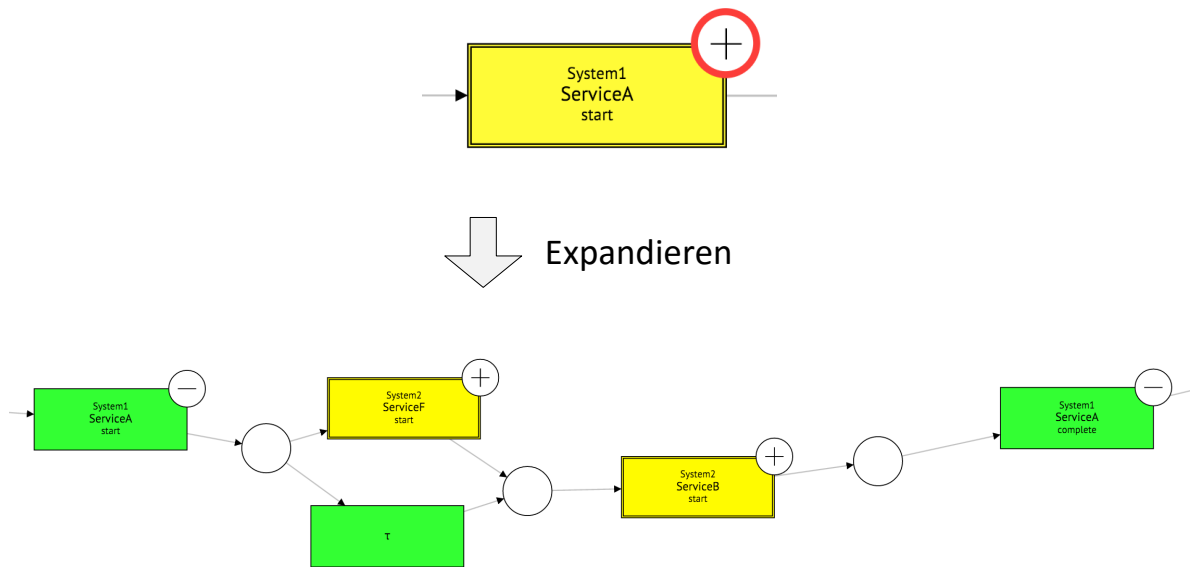 System1
ServiceA
start
Expandieren
System1
ServiceA
start
System2
ServiceF
start
τ
System2
ServiceB
start
System1
ServiceA
complete